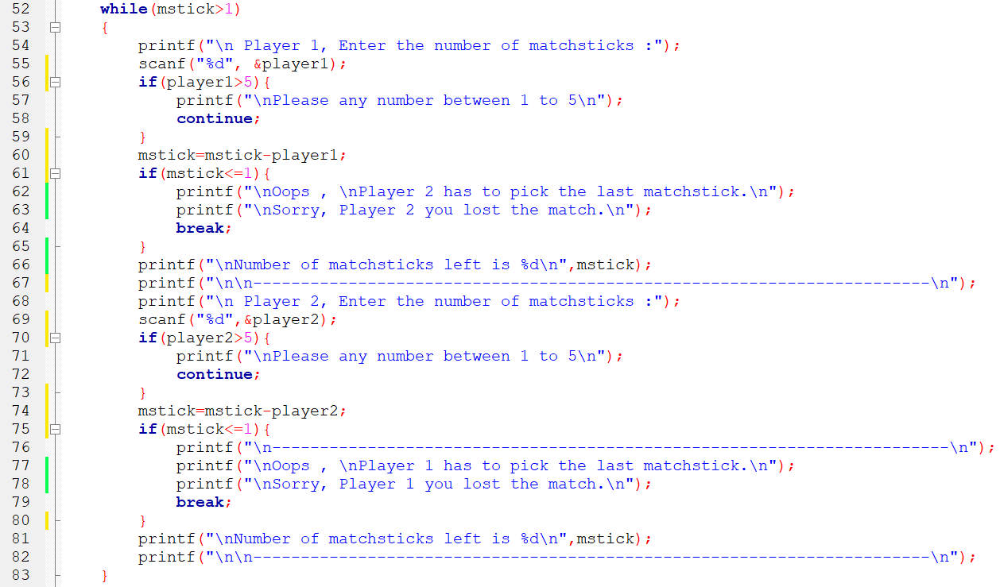 52 while(mstick>1)
53 {
54 printf("\n Player 1, Enter the number of matchsticks :");
55 scanf("%d", &player1);
56 if(player1>5){
57 printf("\nPlease any number between 1 to 5\n");
58 continue;
59 }
60 mstick=mstick-player1;
61 if(mstick<=1){
62 printf("\nOops , \nPlayer 2 has to pick the last matchstick.\n");
63 printf("\nSorry, Player 2 you lost the match.\n");
64 break;
65 }
66 printf("\nNumber of matchsticks left is %d\n",mstick);
67 printf("\n\n-----------------------------------------------------------------------\n");
68 printf("\n Player 2, Enter the number of matchsticks :");
69 scanf("%d",&player2);
70 if(player2>5){
71 printf("\nPlease any number between 1 to 5\n");
72 continue;
73 }
74 mstick=mstick-player2;
75 if(mstick<=1){
76 printf("\n-----------------------------------------------------------------------\n");
77 printf("\nOops , \nPlayer 1 has to pick the last matchstick.\n");
78 printf("\nSorry, Player 1 you lost the match.\n");
79 break;
80 }
81 printf("\nNumber of matchsticks left is %d\n",mstick);
82 printf("\n\n-----------------------------------------------------------------------\n");
83 }